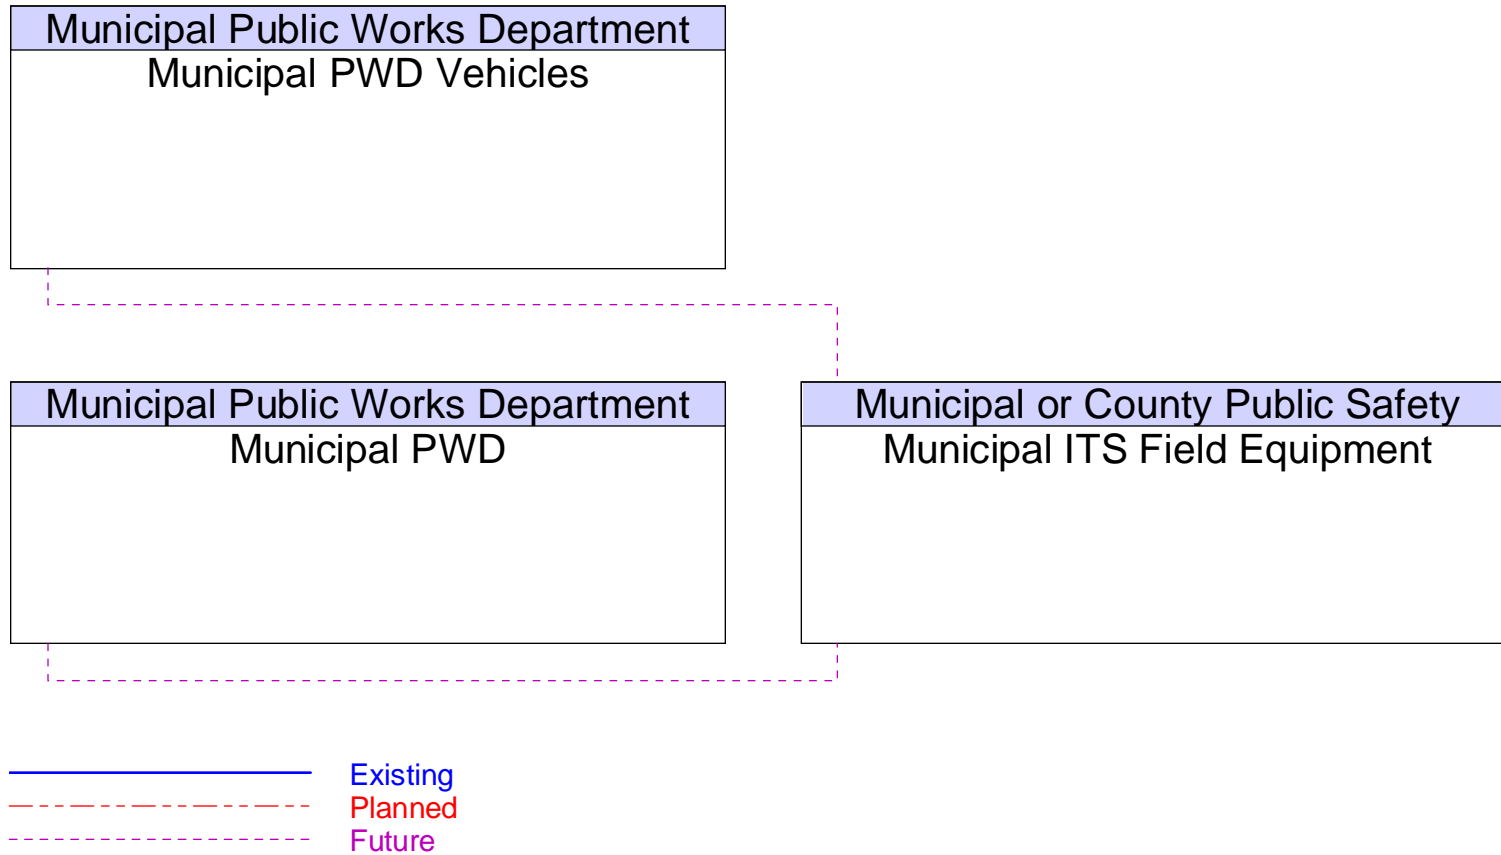 Municipal Public Works Department
Municipal PWD Vehicles
Municipal Public Works Department
Municipal PWD
Municipal or County Public Safety
Municipal ITS Field Equipment
Existing
Planned
Future